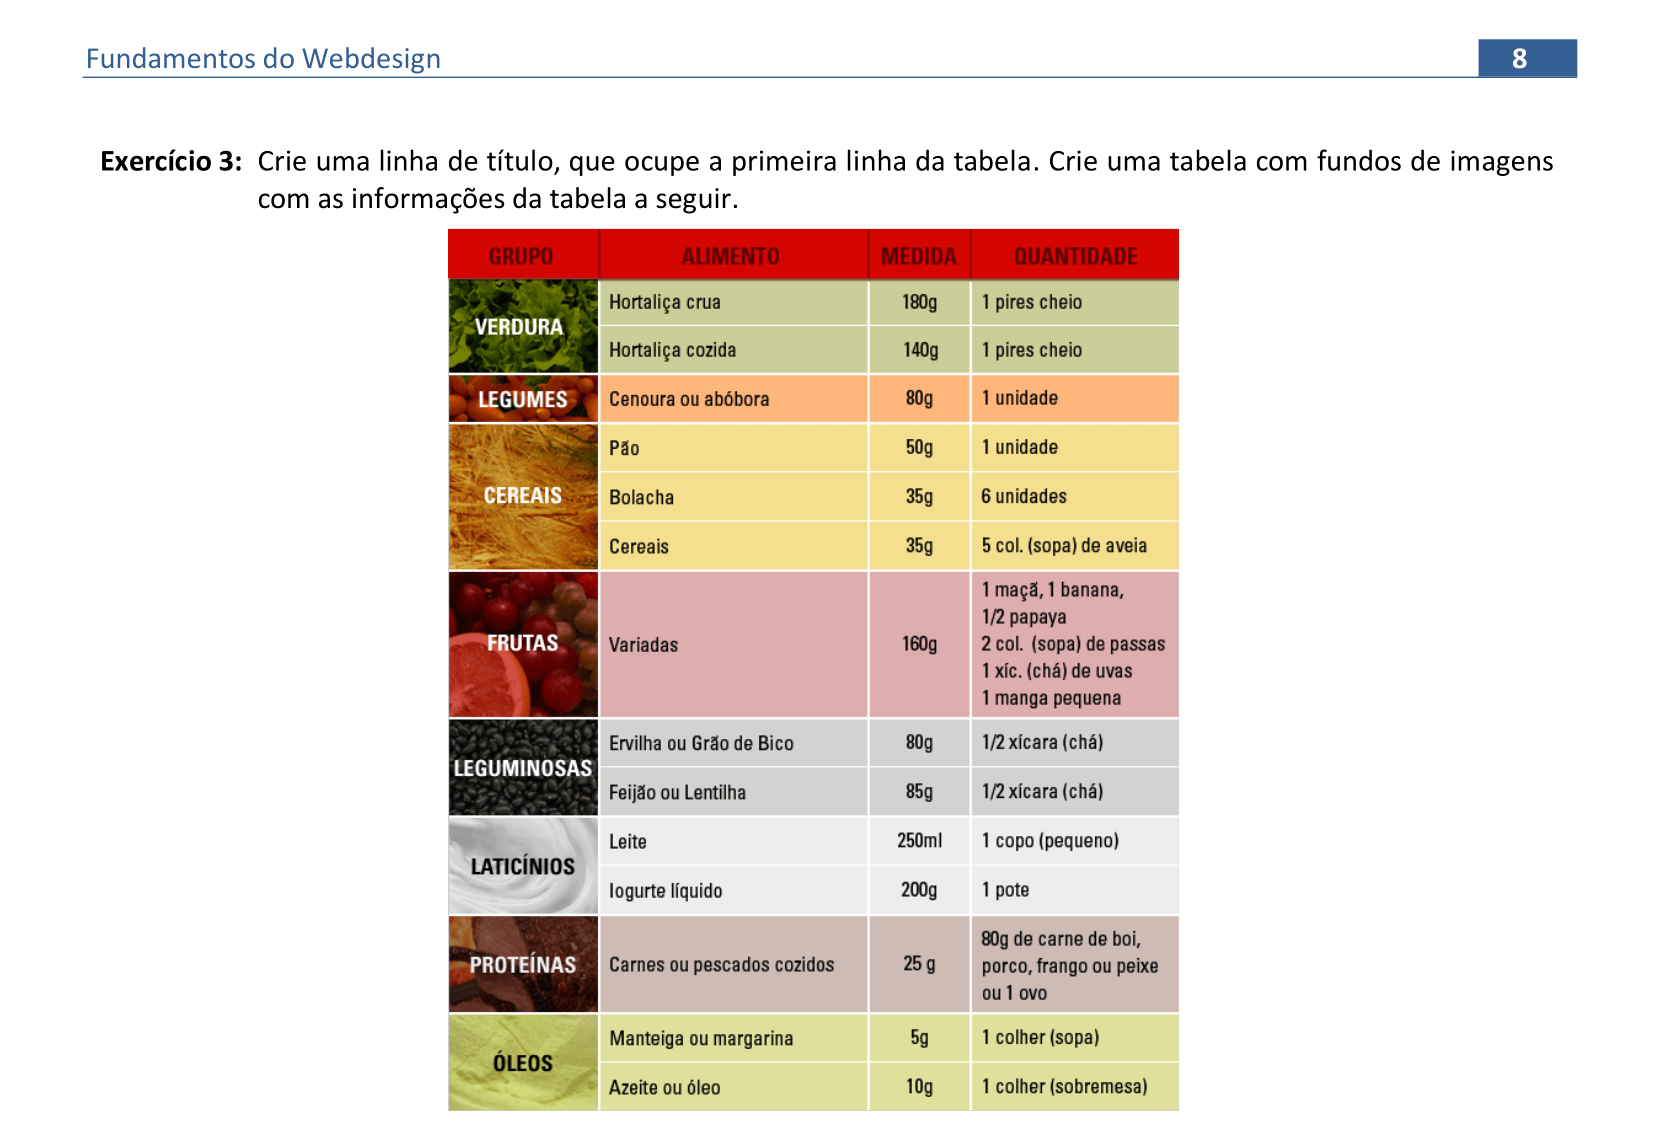 Fundamentos do Webdesign 8
Exercício 3: Crie uma linha de título, que ocupe a primeira linha da tabela. Crie uma tabela com fundos de imagens
com as informações da tabela a seguir.
GRUPO ALIMENTO MEDIDA QUANTIDADE
VERDURA
Hortaliça crua 180g 1 pires cheio
Hortaliça cozida 140g 1 pires cheio
LEGUMES Cenoura ou abóbora 80g 1 unidade
CEREAIS
Pão 50g 1 unidade
Bolacha 35g 6 unidades
Cereais 35g 5 col. (sopa) de aveia
FRUTAS Variadas 160g
1 maçã, 1 banana,
1/2 papaya
2 col. (sopa) de passas
1 xíc. (chá) de uvas
1 manga pequena
LEGUMINOSAS
Ervilha ou Grão de Bico 80g 1/2 xícara (chá)
Feijão ou Lentilha 85g 1/2 xícara (chá)
LATICÍNIOS
Leite 250ml 1 copo (pequeno)
Iogurte líquido 200g 1 pote
PROTEÍNAS Carnes ou pescados cozidos 25 g
80g de carne de boi,
porco, frango ou peixe
ou 1 ovo
ÓLEOS
Manteiga ou margarina 5g 1 colher (sopa)
Azeite ou óleo 10g 1 colher (sobremesa)